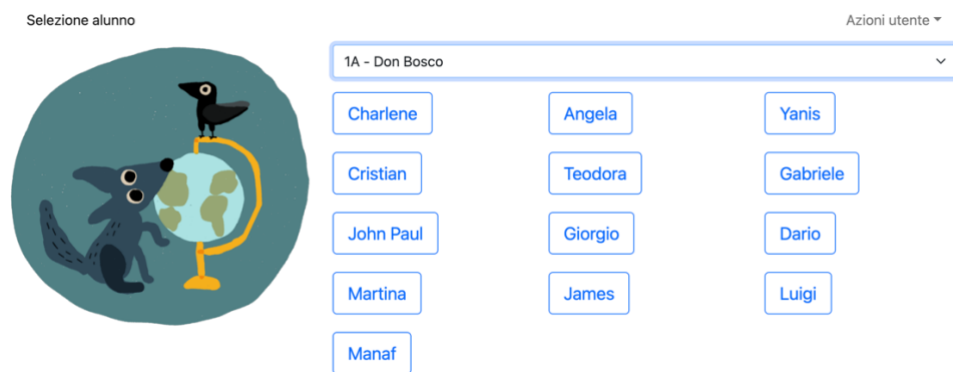 Selezione alunno Azioni utente
1A - Don Bosco
Charlene Angela Yanis
Cristian Teodora Gabriele
John Paul Giorgio Dario
Martina James Luigi
Manaf